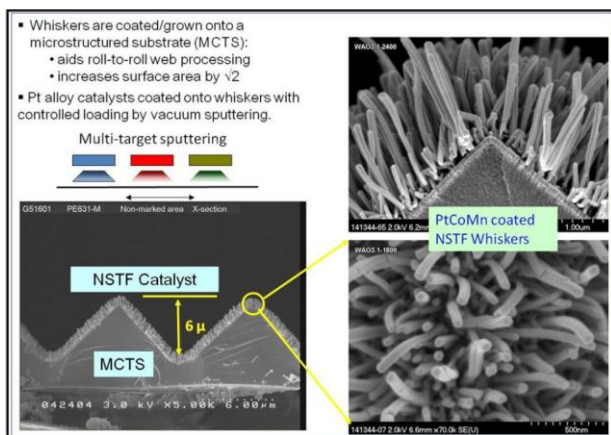 ▪ Whiskers are coated/grown onto a
microstructured substrate (MCTS):
• aids roll-to-roll web processing
• increases surface area by √2
▪ Pt alloy catalysts coated onto whiskers with
controlled loading by vacuum sputtering.
Multi-target sputtering
G51601 PE631-M Non-marked area X-section
NSTF Catalyst
6 μ
MCTS
042404 3.0 kV X5.00K 6.00μm
WAO3.1-2400
141344-65 2.0kV 6.2mm
1.00um
PtCoMn coated
NSTF Whiskers
WAO3.1-1800
141344-07 2.0kV 6.6mm x70.0k SE(U)
500nm